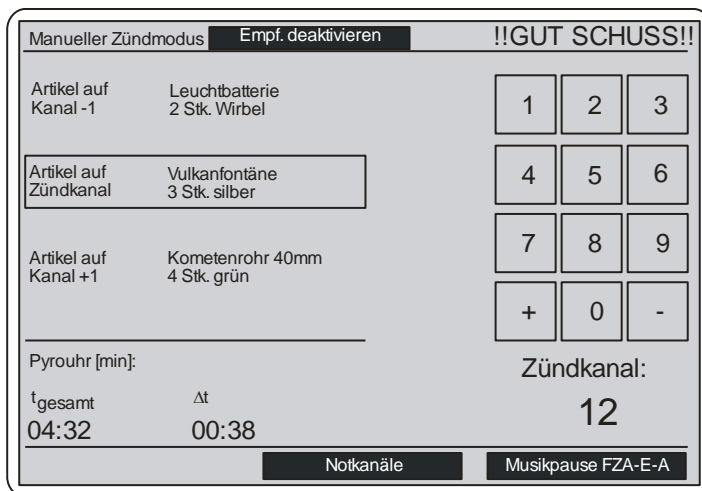 Manueller Zündmodus
Empf. deaktivieren
!!GUT SCHUSS!!
Artikel auf
Kanal -1
Leuchtbatterie
2 Stk. Wirbel
Artikel auf
Zündkanal
Vulkanfontäne
3 Stk. silber
Artikel auf
Kanal +1
Kometenrohr 40mm
4 Stk. grün
1 2 3
4 5 6
7 8 9
+ 0 -
Pyrouhr [min]:
tgesamt
Δt
04:32
00:38
Zündkanal:
12
Notkanäle
Musikpause FZA-E-A